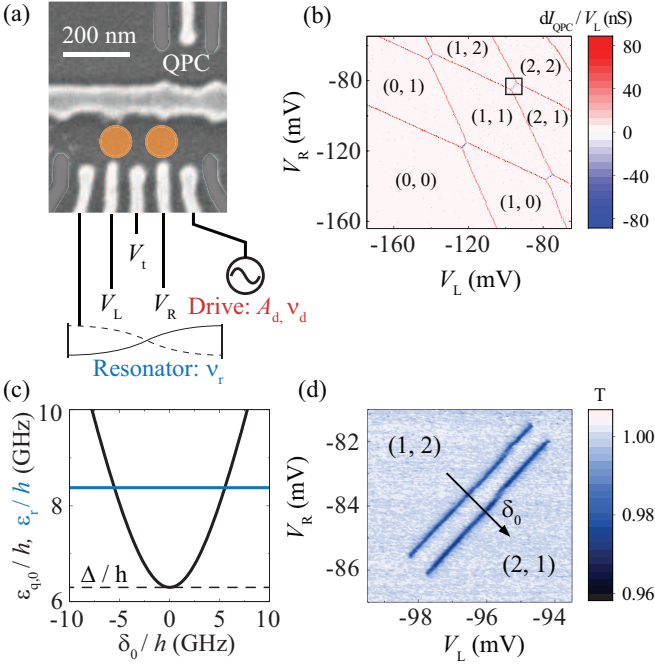 (a)
200 nm
QPC
V_t
V_L
V_R
Drive: A_d, ν_d
Resonator: ν_r
(b)
dI_QPC / V_L (nS)
(1, 2)
(2, 2)
(0, 1)
(1, 1)
(2, 1)
(0, 0)
(1, 0)
-80
-120
-160
V_R (mV)
-160
-120
-80
V_L (mV)
80
40
0
-40
-80
(c)
10
8
6
ε_q,0 / h, ε_r / h (GHz)
Δ / h
-10
-5
0
5
10
δ_0 / h (GHz)
(d)
T
(1, 2)
δ_0
(2, 1)
-82
-84
-86
V_R (mV)
-98
-96
-94
V_L (mV)
1.00
0.98
0.96